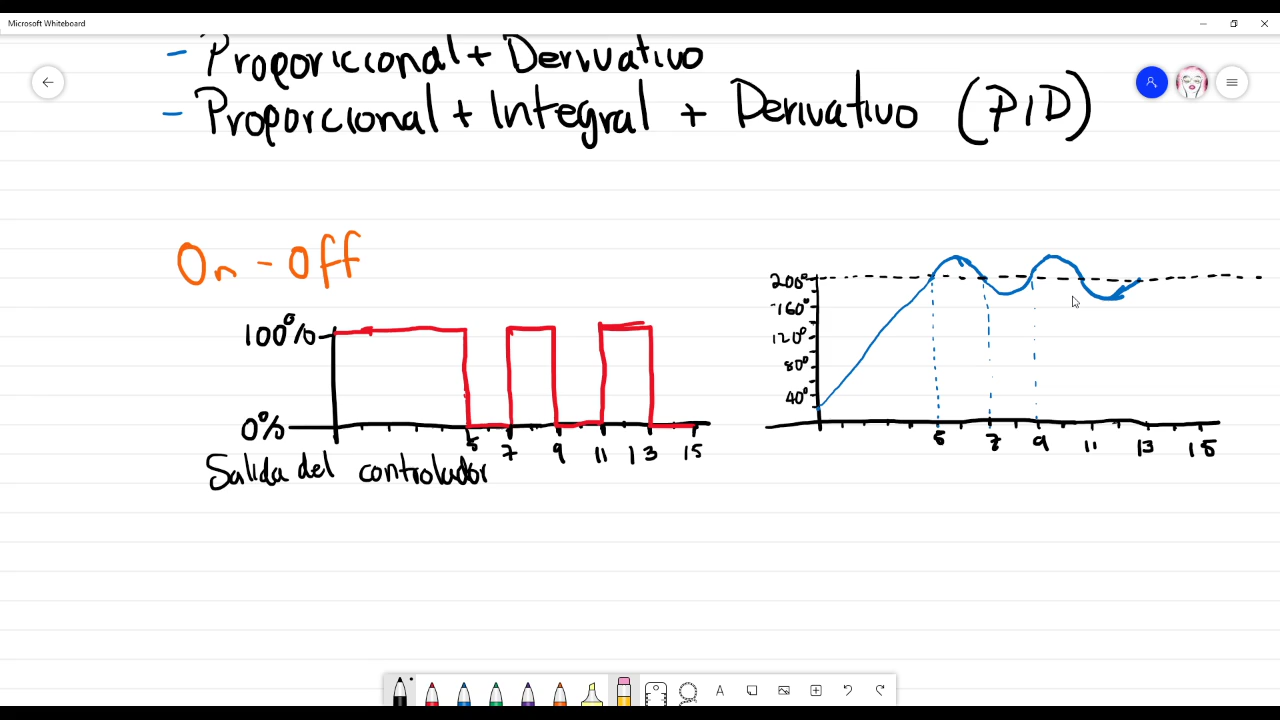 Microsoft Whiteboard
- Proporicional + Derivativo
- Proporcional + Integral + Derivativo (PID)
On - Off
100%
0%
5 7 9 11 13 15
Salida del controlador
200°
160°
120°
80°
40°
5 7 9 11 13 15
A